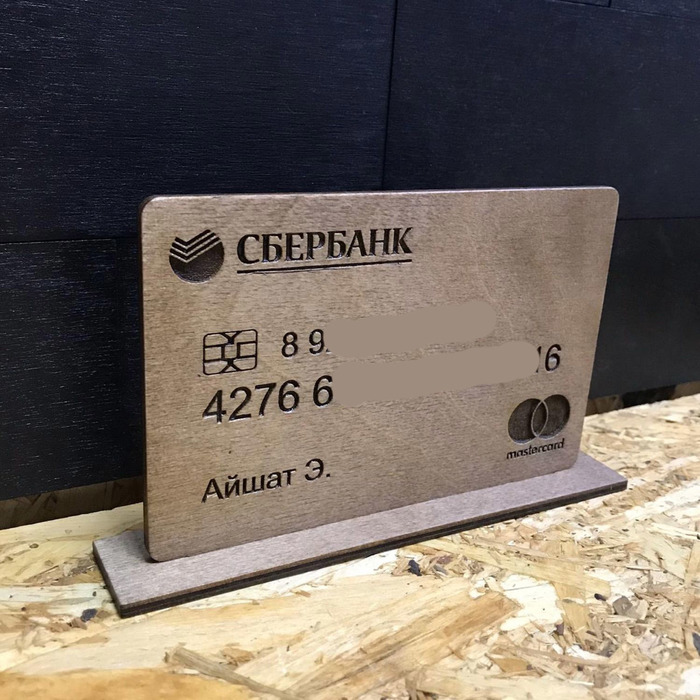 СБЕРБАНК
8 9
4276 6 16
mastercard
Айшат Э.